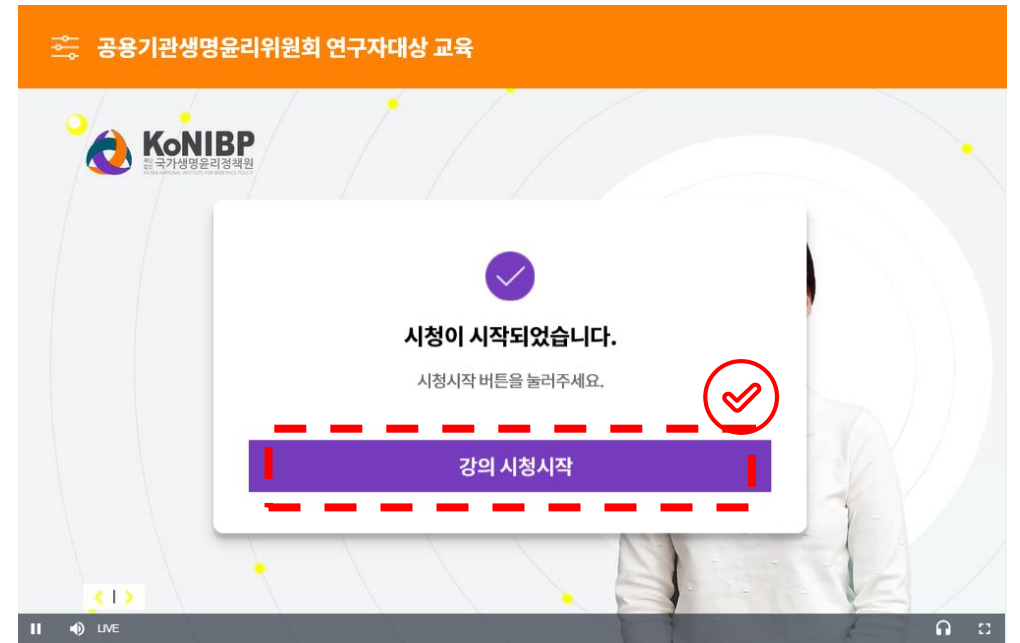 공용기관생명윤리위원회 연구자대상 교육
KoNIBP
국가생명윤리정책원
시청이 시작되었습니다.
시청시작 버튼을 눌러주세요.
강의 시청시작
LIVE